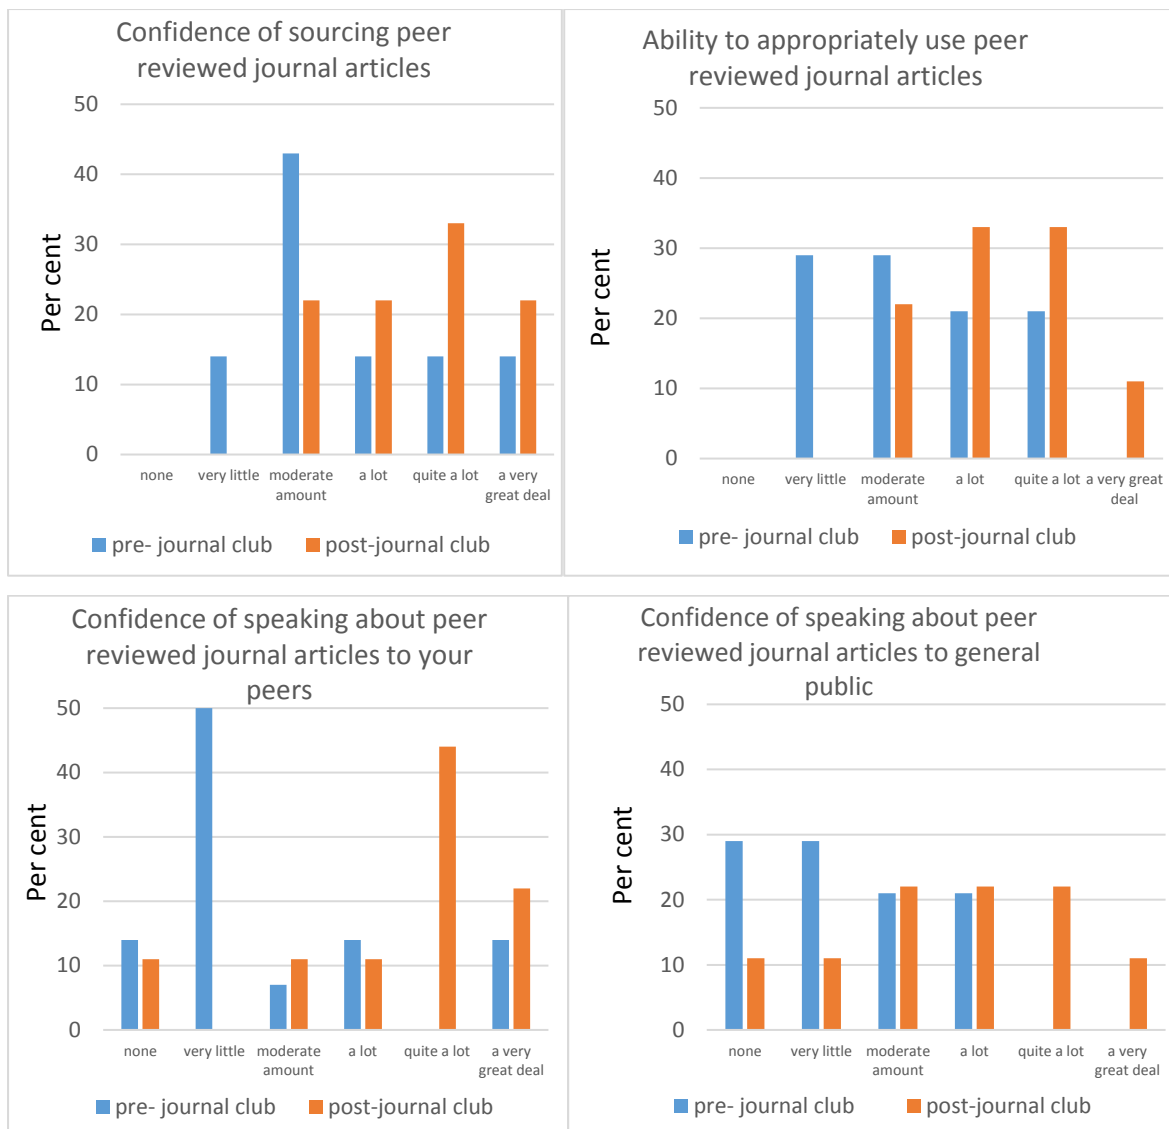 Confidence of sourcing peer
reviewed journal articles
50
40
30
20
10
0
Per cent
none very little moderate a lot quite a lot a very
amount great deal
pre- journal club post-journal club
Ability to appropriately use peer
reviewed journal articles
50
40
30
20
10
0
Per cent
none very little moderate a lot quite a lot a very great
amount deal
pre- journal club post-journal club
Confidence of speaking about peer
reviewed journal articles to your
peers
50
40
30
20
10
0
Per cent
none very little moderate a lot quite a lot a very
amount great deal
pre- journal club post-journal club
Confidence of speaking about peer
reviewed journal articles to general
public
50
40
30
20
10
0
Per cent
none very little moderate a lot quite a lot a very
amount great deal
pre- journal club post-journal club